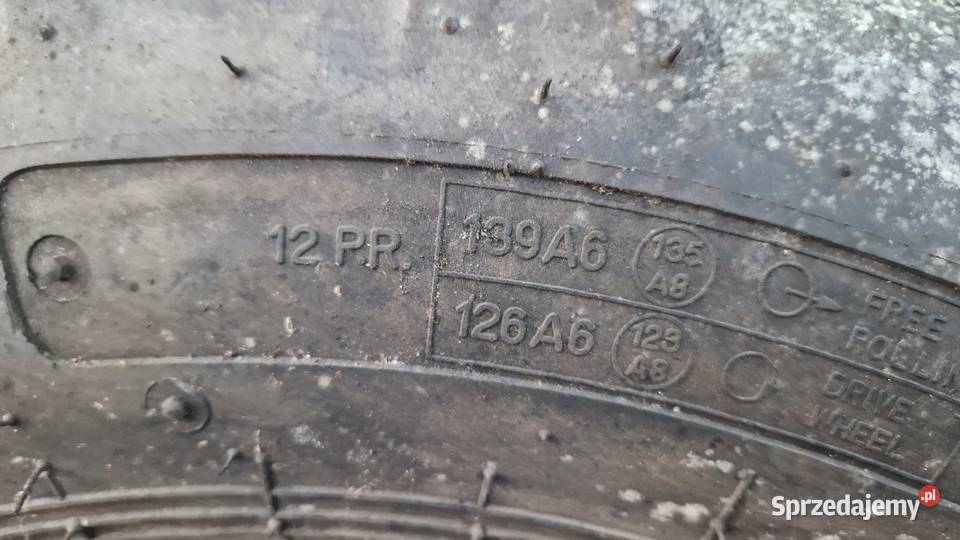 12 P.R.
139A6 135 A8 FREE ROLLIN
126A6 123 A8 DRIVE WHEEL
Sprzedajemy.pl